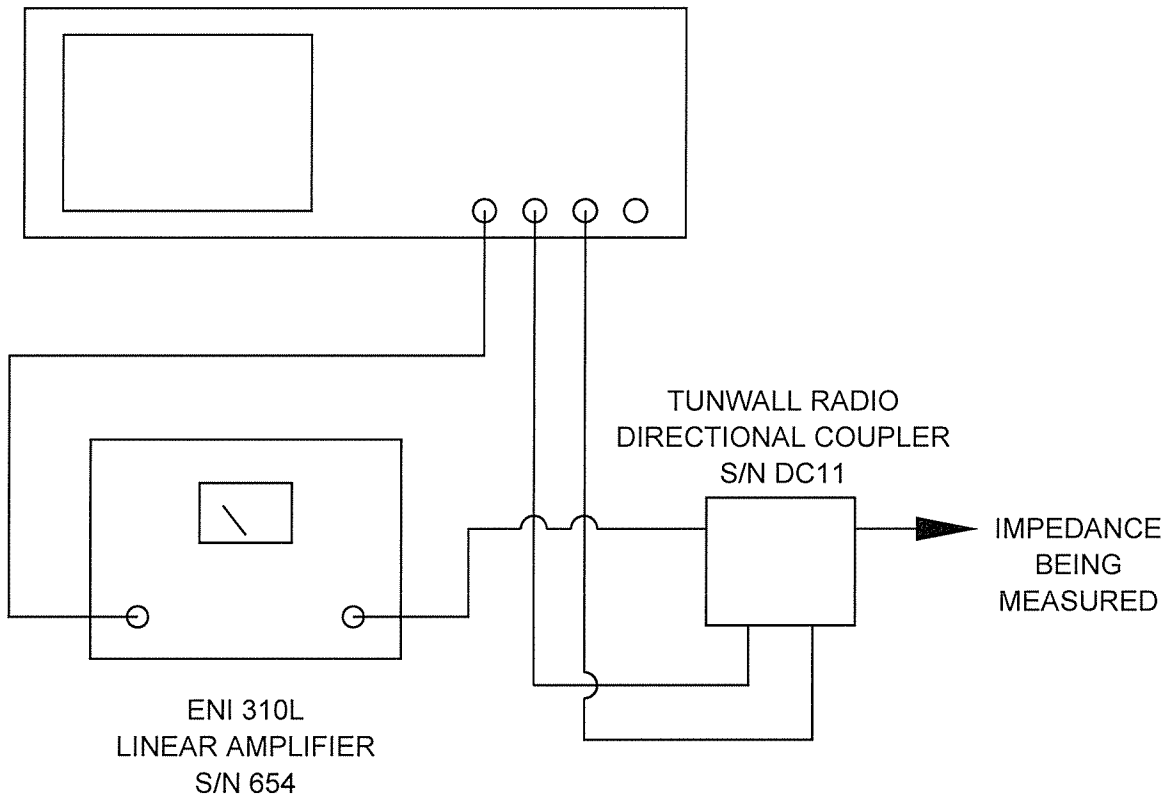 TUNWALL RADIO
DIRECTIONAL COUPLER
S/N DC11
IMPEDANCE
BEING
MEASURED
ENI 310L
LINEAR AMPLIFIER
S/N 654